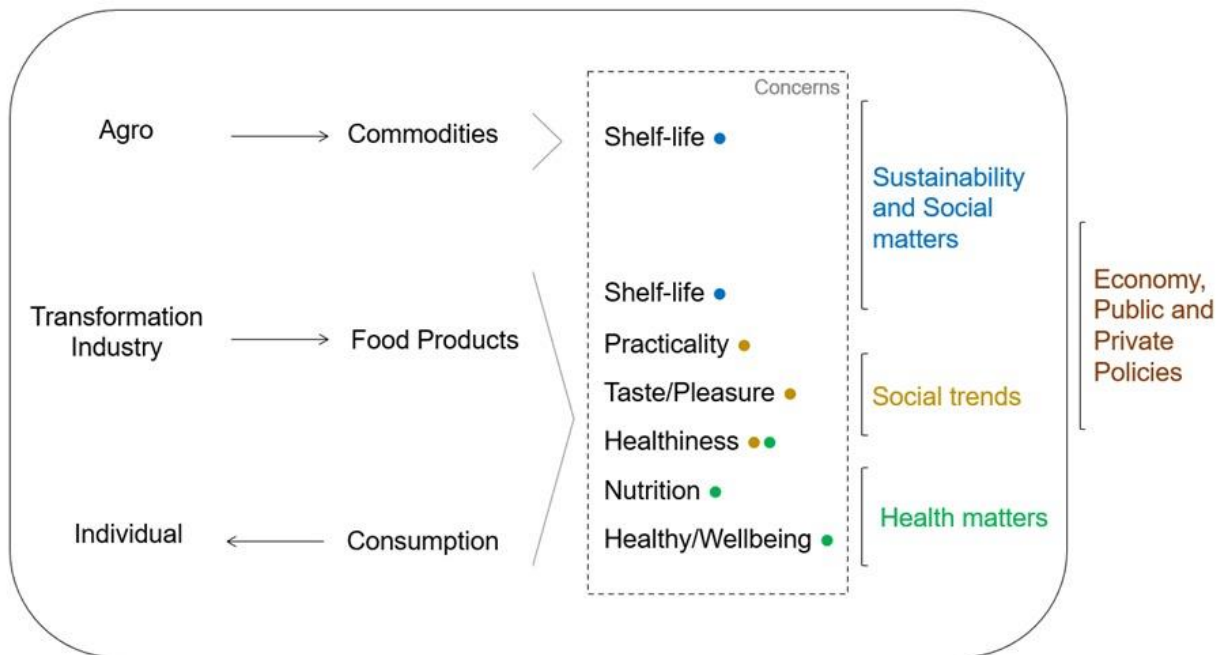 Concerns
Agro
Commodities
Shelf-life
Sustainability
and Social
matters
Transformation
Industry
Food Products
Shelf-life
Practicality
Taste/Pleasure
Healthiness
Social trends
Economy,
Public and
Private
Policies
Individual
Consumption
Nutrition
Healthy/Wellbeing
Health matters